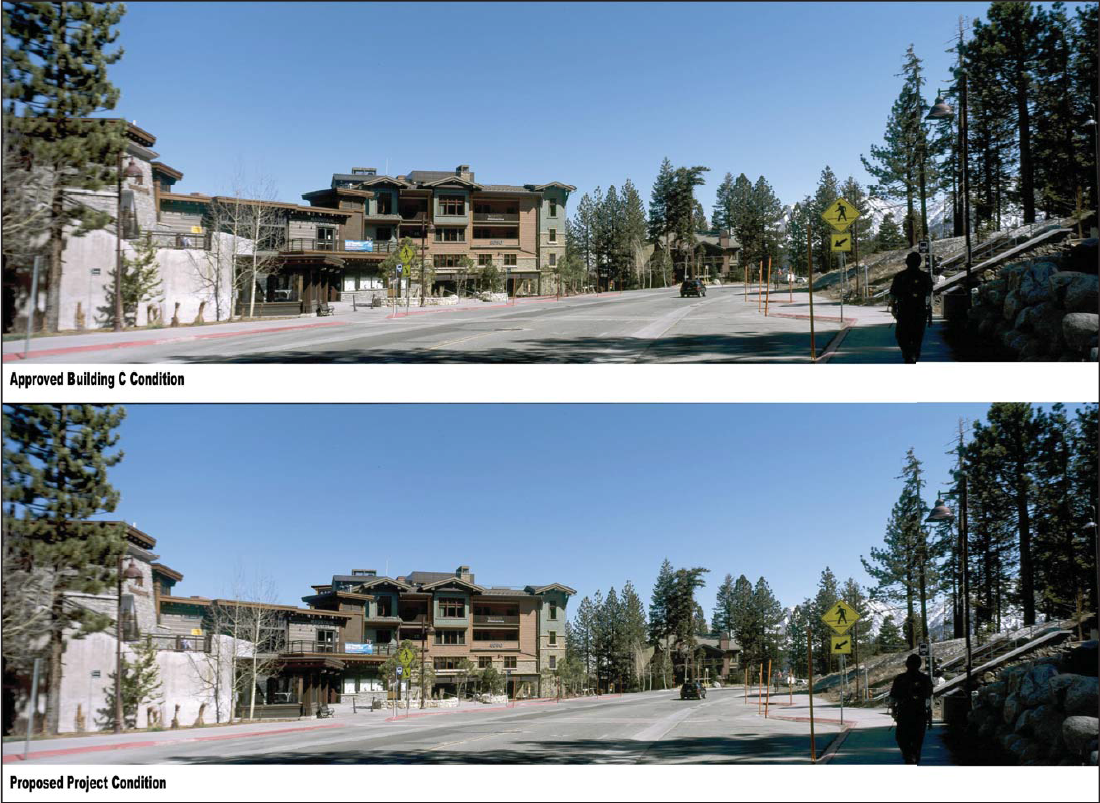 Approved Building C Condition
Proposed Project Condition